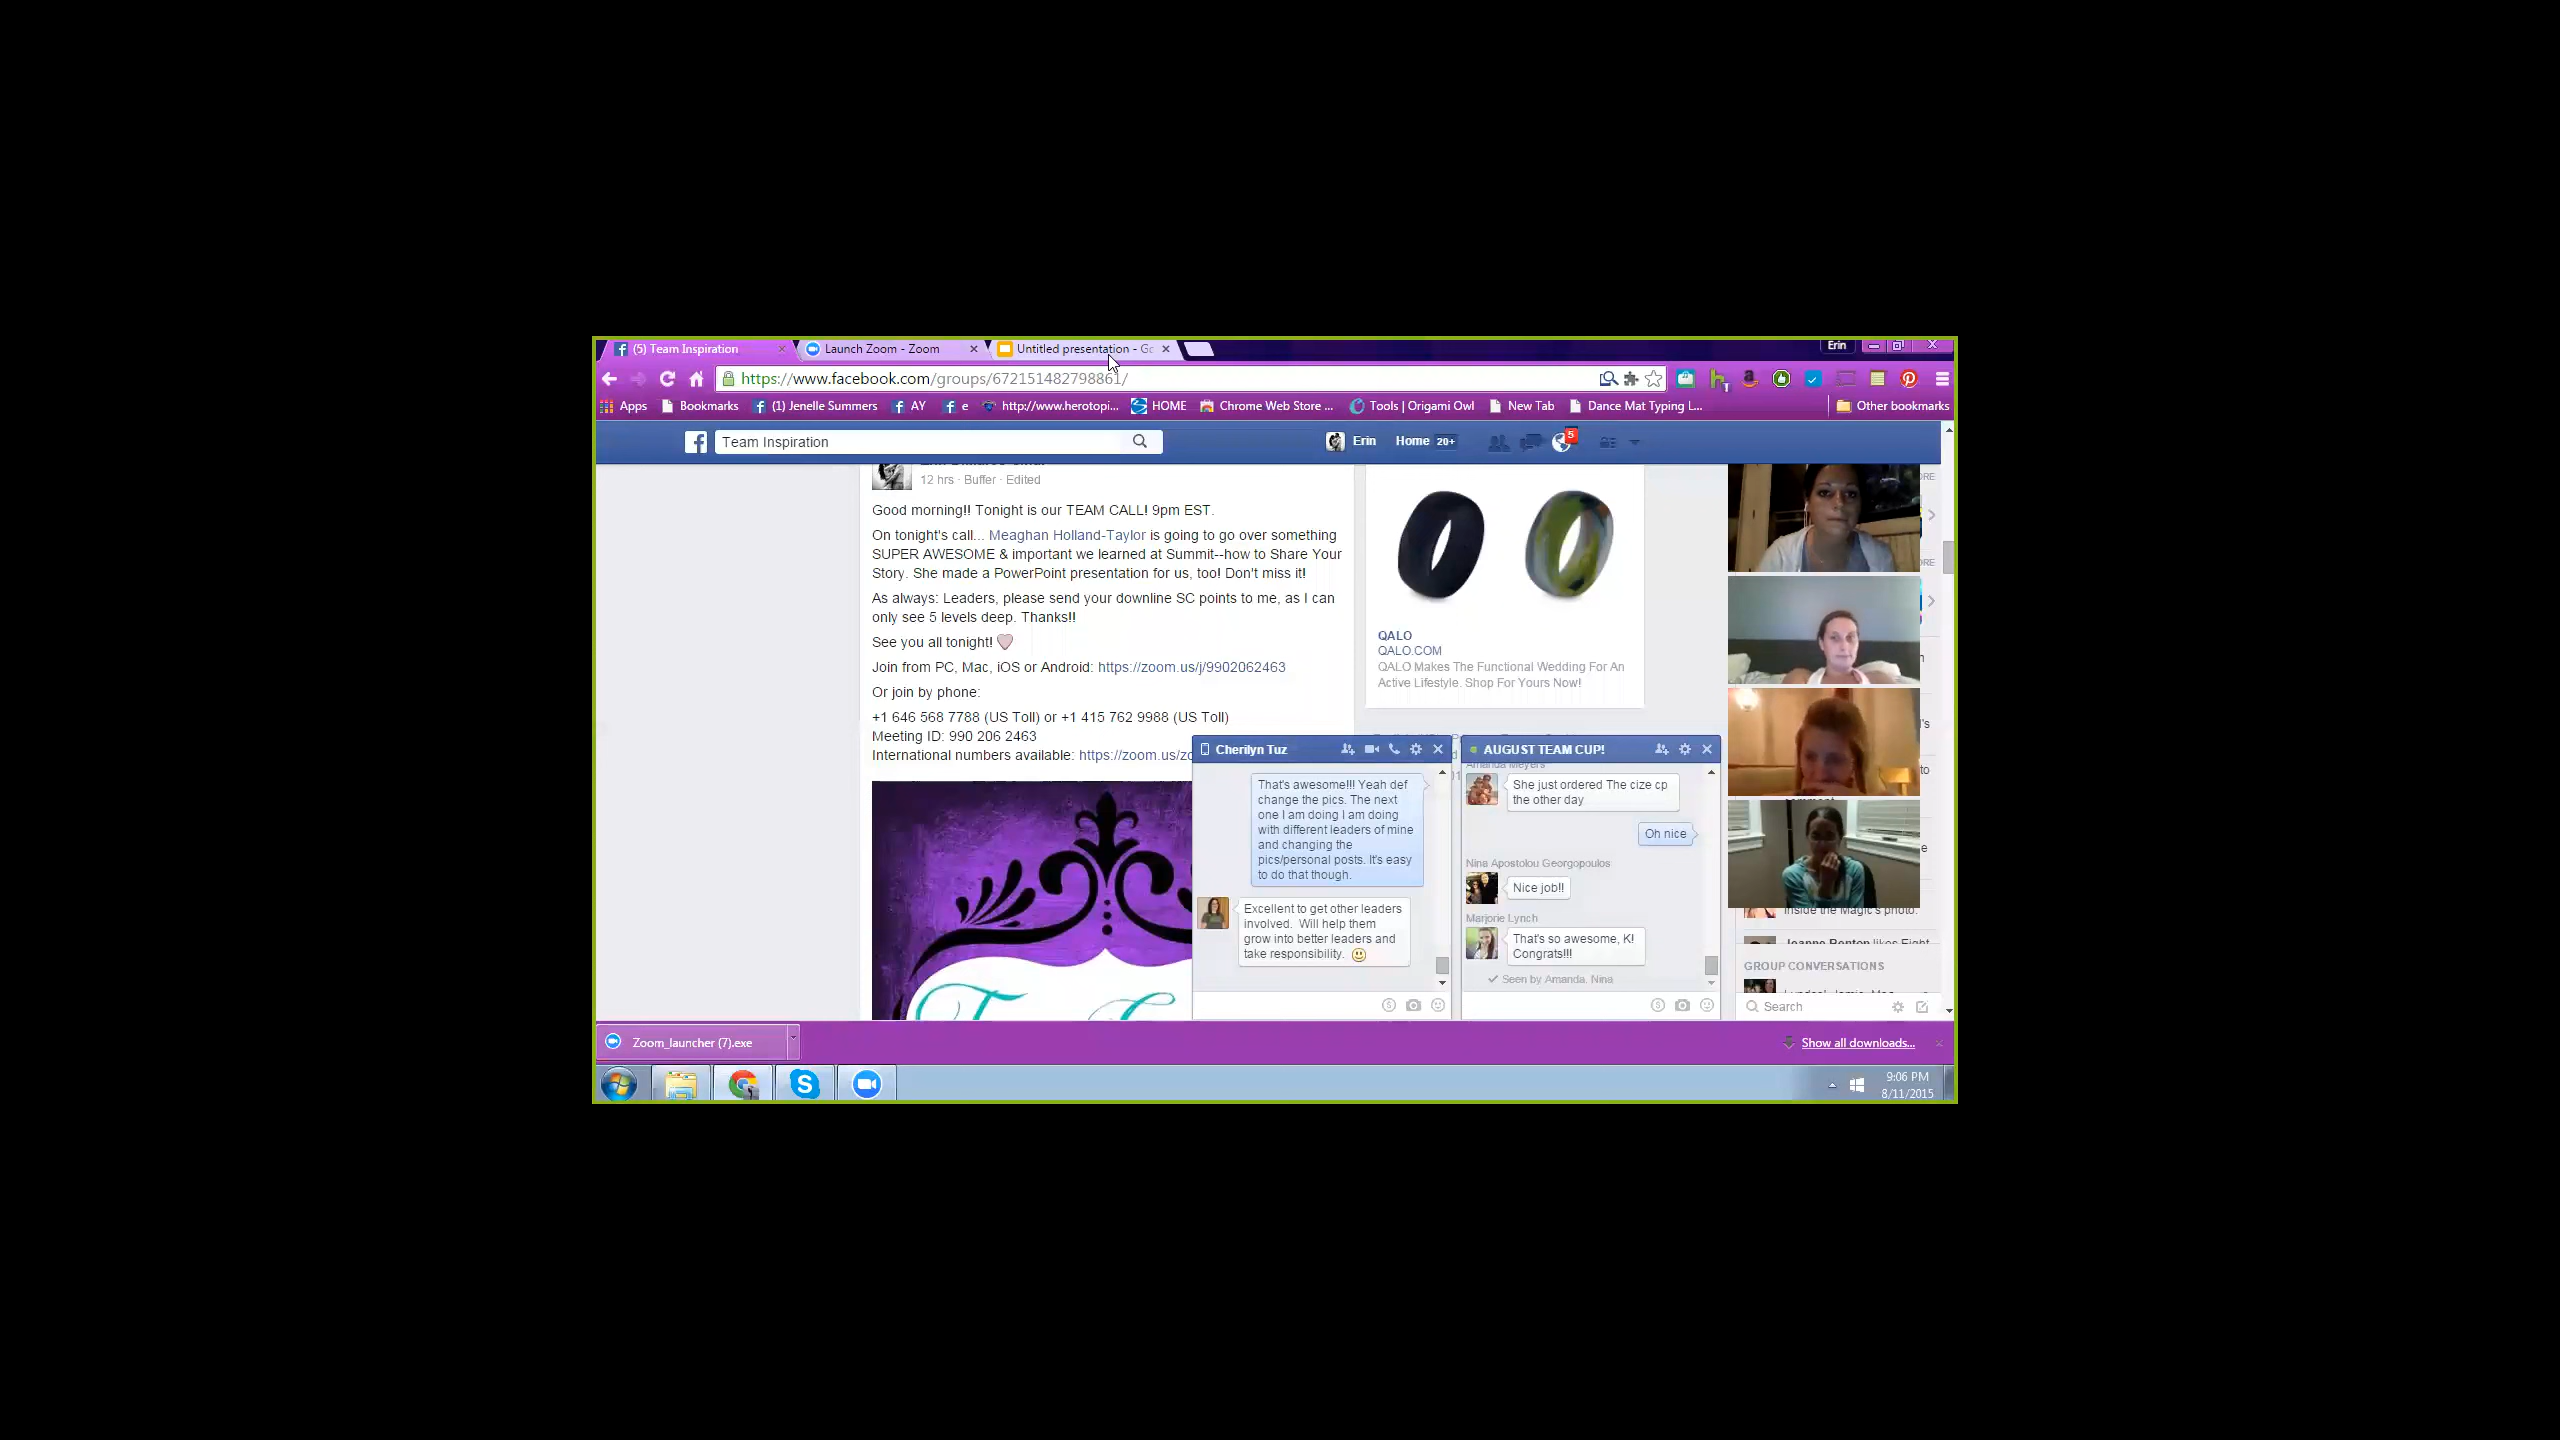 (5) Team Inspiration
Launch Zoom - Zoom
Untitled presentation - Go
Erin
https://www.facebook.com/groups/672151482798861/
Apps
Bookmarks
(1) Jenelle Summers
AY
e
http://www.herotopi...
HOME
Chrome Web Store ...
Tools | Origami Owl
New Tab
Dance Mat Typing L...
Other bookmarks
Team Inspiration
Erin
Home 20+
5
12 hrs · Buffer · Edited
Good morning!! Tonight is our TEAM CALL! 9pm EST.
On tonight's call... Meaghan Holland-Taylor is going to go over something
SUPER AWESOME & important we learned at Summit--how to Share Your
Story. She made a PowerPoint presentation for us, too! Don't miss it!
As always: Leaders, please send your downline SC points to me, as I can
only see 5 levels deep. Thanks!!
See you all tonight!
Join from PC, Mac, iOS or Android: https://zoom.us/j/9902062463
Or join by phone:
+1 646 568 7788 (US Toll) or +1 415 762 9988 (US Toll)
Meeting ID: 990 206 2463
International numbers available: https://zoom.us/zo
QALO
QALO.COM
QALO Makes The Functional Wedding For An
Active Lifestyle. Shop For Yours Now!
Cherilyn Tuz
That's awesome!!! Yeah def
change the pics. The next
one I am doing I am doing
with different leaders of mine
and changing the
pics/personal posts. It's easy
to do that though.
Excellent to get other leaders
involved. Will help them
grow into better leaders and
take responsibility.
AUGUST TEAM CUP!
Amanda Meyers
She just ordered The cize cp
the other day
Oh nice
Nina Apostolou Georgopoulos
Nice job!!
Marjorie Lynch
That's so awesome, K!
Congrats!!!
Seen by Amanda, Nina
Inside the Magic's photo.
Jeanne Renton likes Eight
GROUP CONVERSATIONS
Search
Zoom_launcher (7).exe
Show all downloads...
9:06 PM
8/11/2015